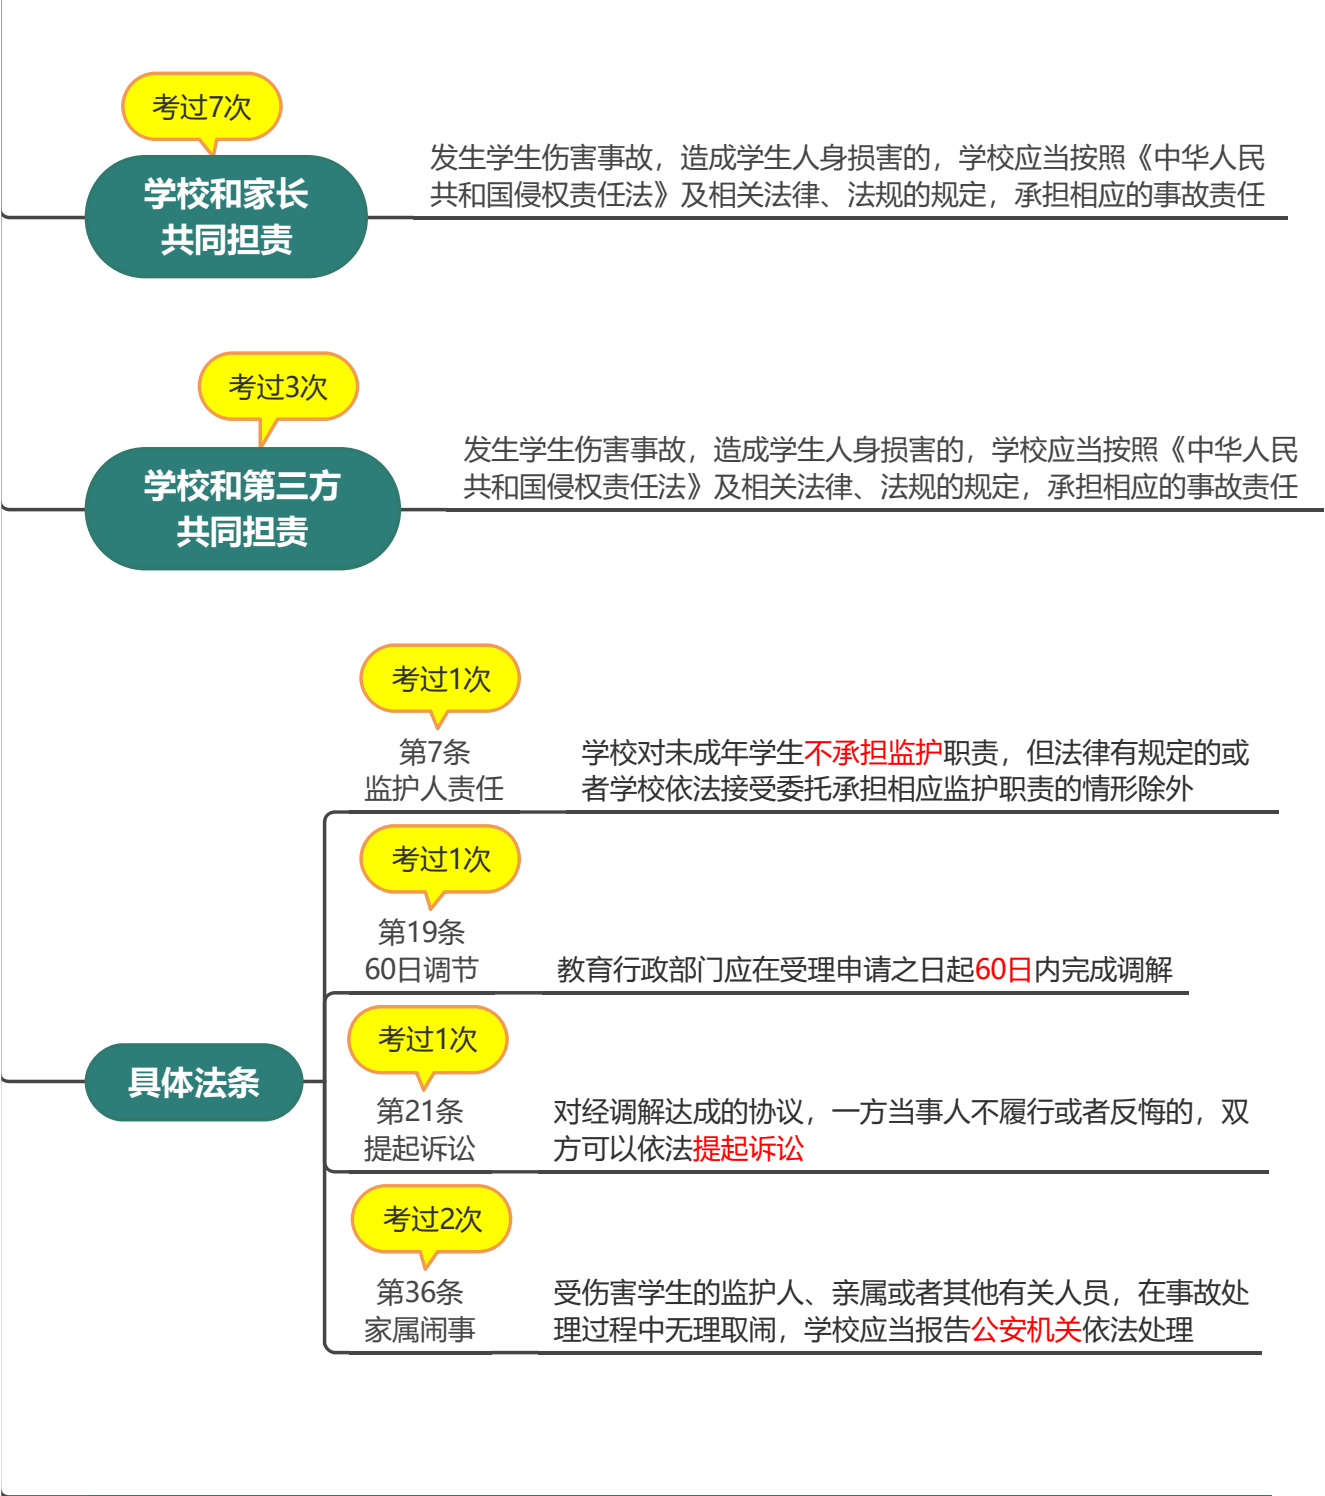 考过7次
学校和家长
共同担责
发生学生伤害事故，造成学生人身损害的，学校应当按照《中华人民
共和国侵权责任法》及相关法律、法规的规定，承担相应的事故责任
考过3次
学校和第三方
共同担责
发生学生伤害事故，造成学生人身损害的，学校应当按照《中华人民
共和国侵权责任法》及相关法律、法规的规定，承担相应的事故责任
具体法条
考过1次
第7条
监护人责任
学校对未成年学生不承担监护职责，但法律有规定的或
者学校依法接受委托承担相应监护职责的情形除外
考过1次
第19条
60日调节
教育行政部门应在受理申请之日起60日内完成调解
考过1次
第21条
提起诉讼
对经调解达成的协议，一方当事人不履行或者反悔的，双
方可以依法提起诉讼
考过2次
第36条
家属闹事
受伤害学生的监护人、亲属或者其他有关人员，在事故处
理过程中无理取闹，学校应当报告公安机关依法处理